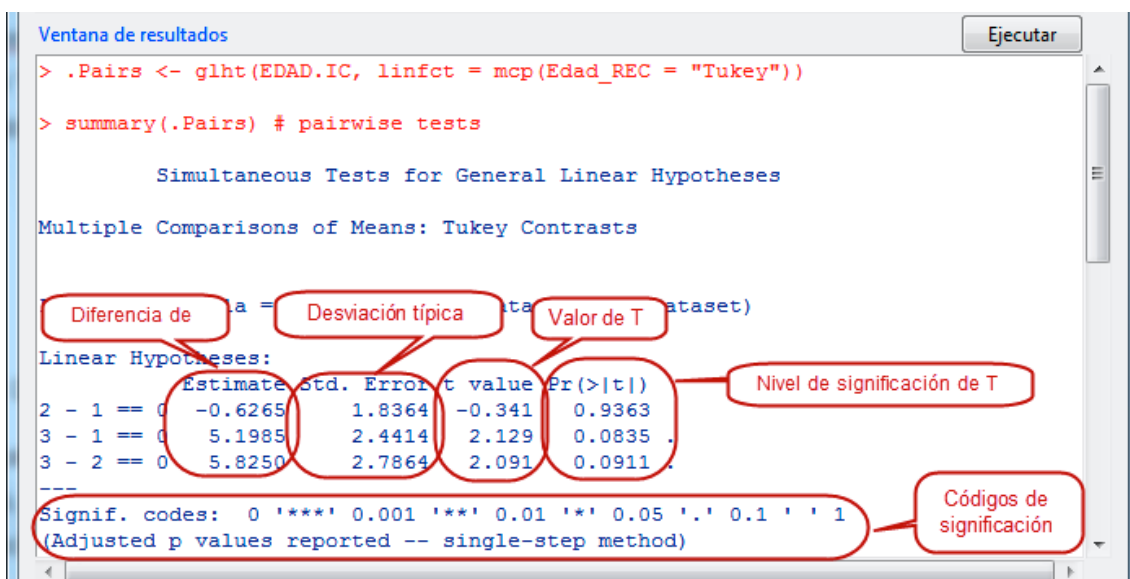 Ventana de resultados
Ejecutar
> .Pairs <- glht(EDAD.IC, linfct = mcp(Edad_REC = "Tukey"))
> summary(.Pairs) # pairwise tests
Simultaneous Tests for General Linear Hypotheses
Multiple Comparisons of Means: Tukey Contrasts
Diferencia de
Desviación típica
Valor de T
ataset)
Linear Hypotheses:
Estimate Std. Error t value Pr(>|t|)
Nivel de significación de T
2 - 1 == 0 -0.6265 1.8364 -0.341 0.9363
3 - 1 == 0 5.1985 2.4414 2.129 0.0835 .
3 - 2 == 0 5.8250 2.7864 2.091 0.0911 .
---
Códigos de significación
Signif. codes: 0 '***' 0.001 '**' 0.01 '*' 0.05 '.' 0.1 ' ' 1
(Adjusted p values reported -- single-step method)